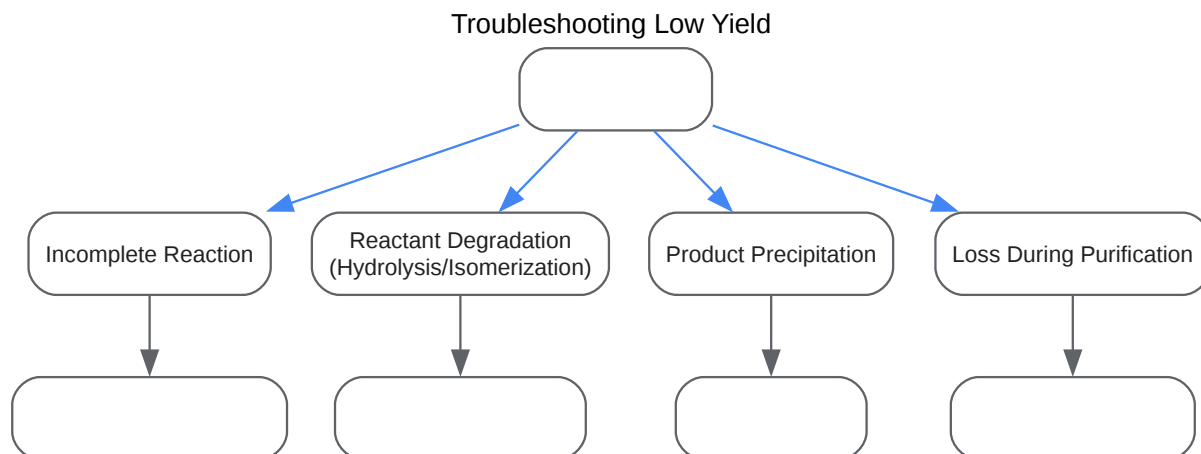 Troubleshooting Low Yield
Incomplete Reaction
Reactant Degradation
(Hydrolysis/Isomerization)
Product Precipitation
Loss During Purification